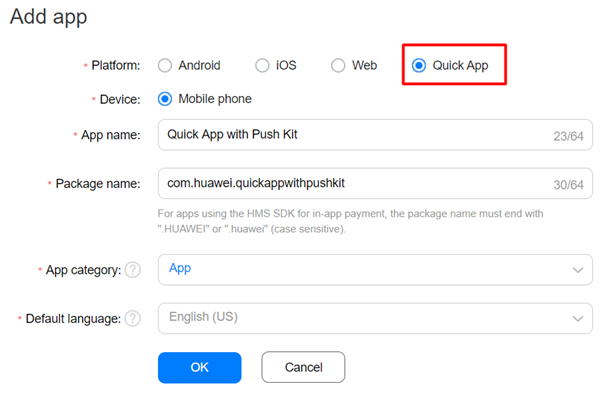 Add app
* Platform: Android iOS Web Quick App
* Device: Mobile phone
* App name: Quick App with Push Kit 23/64
* Package name: com.huawei.quickappwithpushkit 30/64
For apps using the HMS SDK for in-app payment, the package name must end with
".HUAWEI" or ".huawei" (case sensitive).
* App category: ? App
* Default language: ? English (US)
OK Cancel